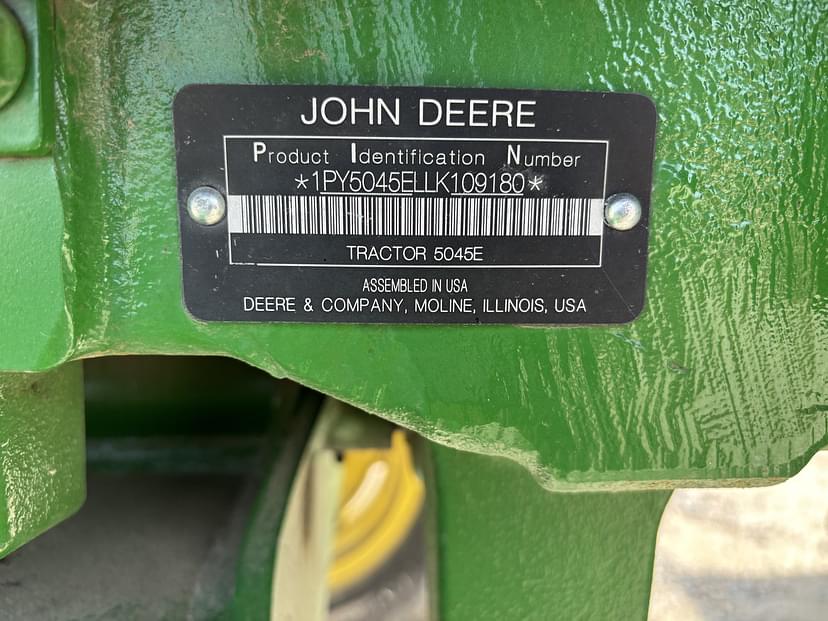 JOHN DEERE
Product Identification Number
*1PY5045ELLK109180*
TRACTOR 5045E
ASSEMBLED IN USA
DEERE & COMPANY, MOLINE, ILLINOIS, USA